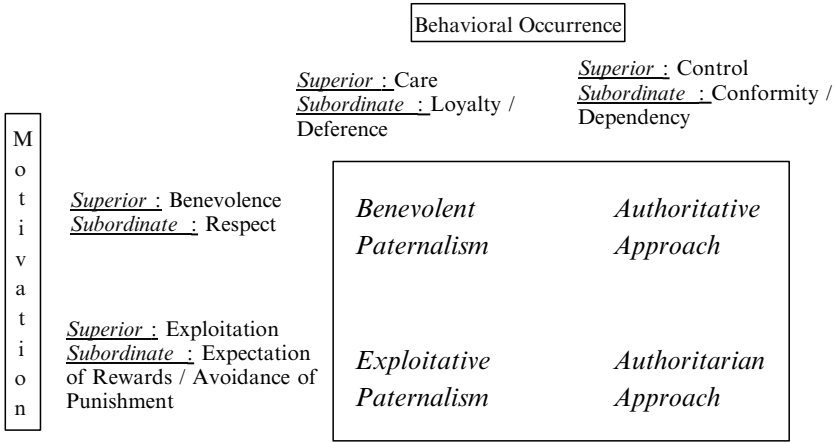 Behavioral Occurrence
Superior : Care
Subordinate : Loyalty /
Deference
Superior : Control
Subordinate : Conformity /
Dependency
Motivation
Superior : Benevolence
Subordinate : Respect
Benevolent
Paternalism
Authoritative
Approach
Superior : Exploitation
Subordinate : Expectation
of Rewards / Avoidance of
Punishment
Exploitative
Paternalism
Authoritarian
Approach